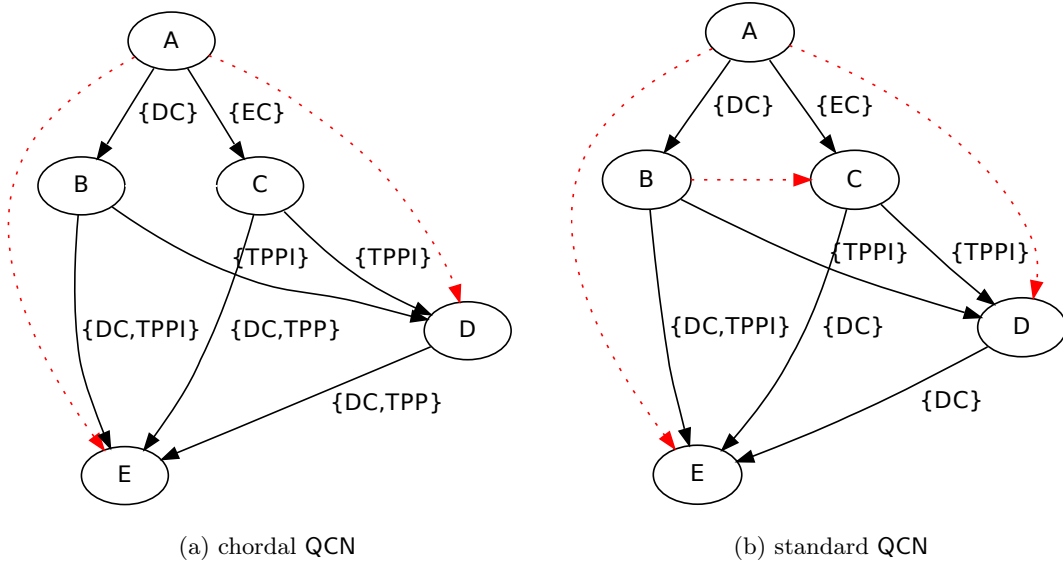 A
A
{DC}
{EC}
{DC}
{EC}
B
C
B
C
{TPPI}
{TPPI}
{TPPI}
{TPPI}
{DC,TPPI}
{DC,TPP}
D
{DC,TPPI}
{DC}
D
{DC,TPP}
{DC}
E
E
(a) chordal QCN
(b) standard QCN